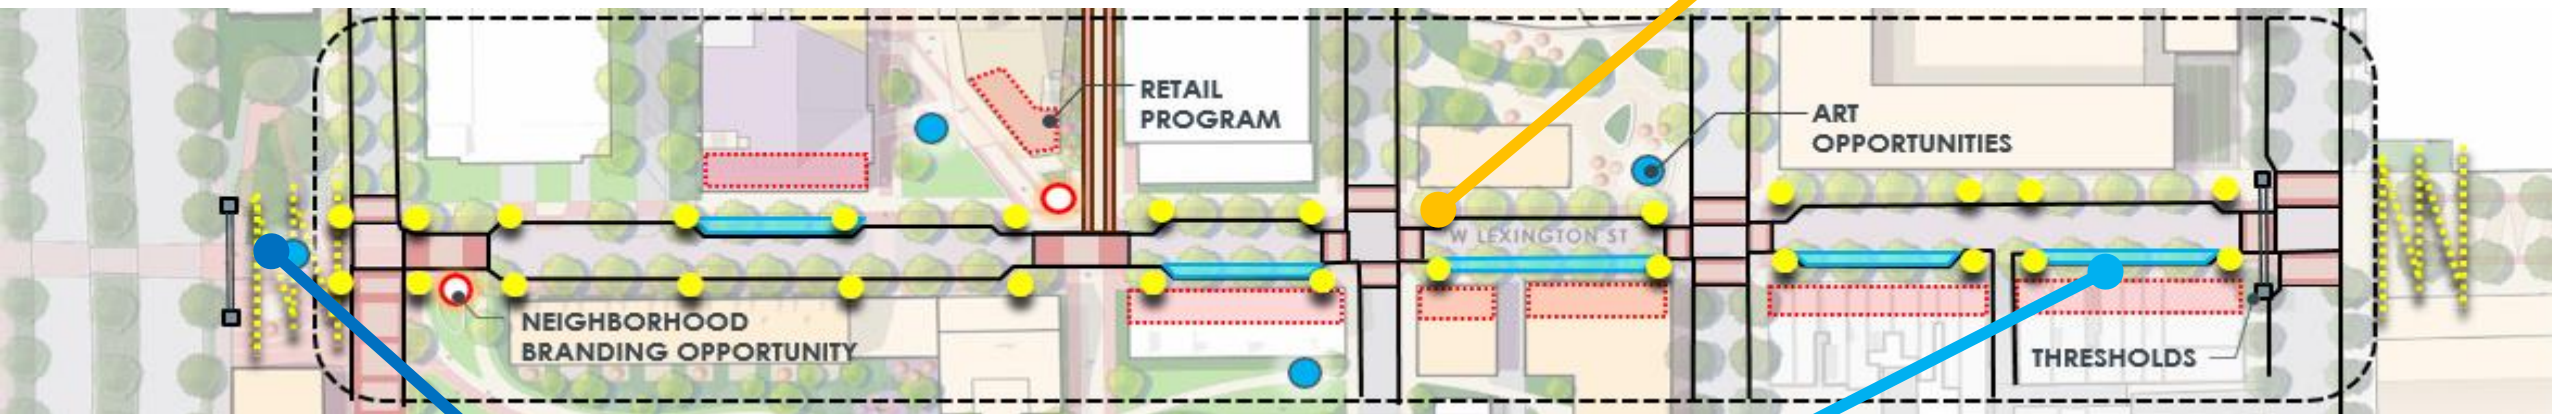 RETAIL
PROGRAM
ART
OPPORTUNITIES
W LEXINGTON ST
NEIGHBORHOOD
BRANDING OPPORTUNITY
THRESHOLDS